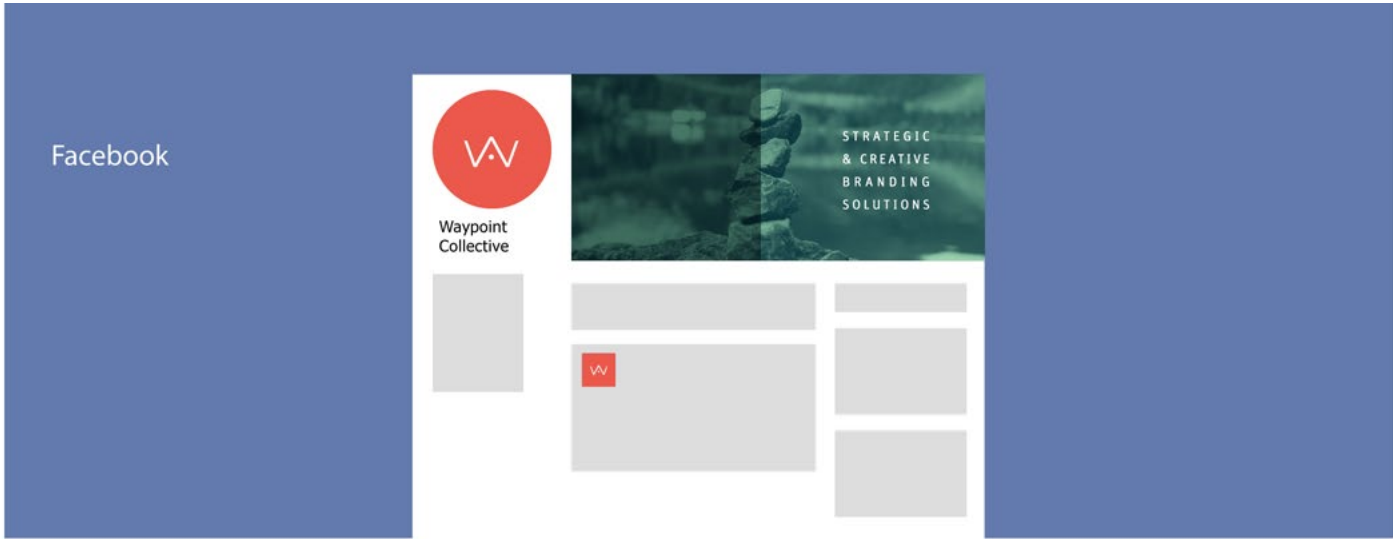 Facebook
W
Waypoint
Collective
STRATEGIC
& CREATIVE
BRANDING
SOLUTIONS
W